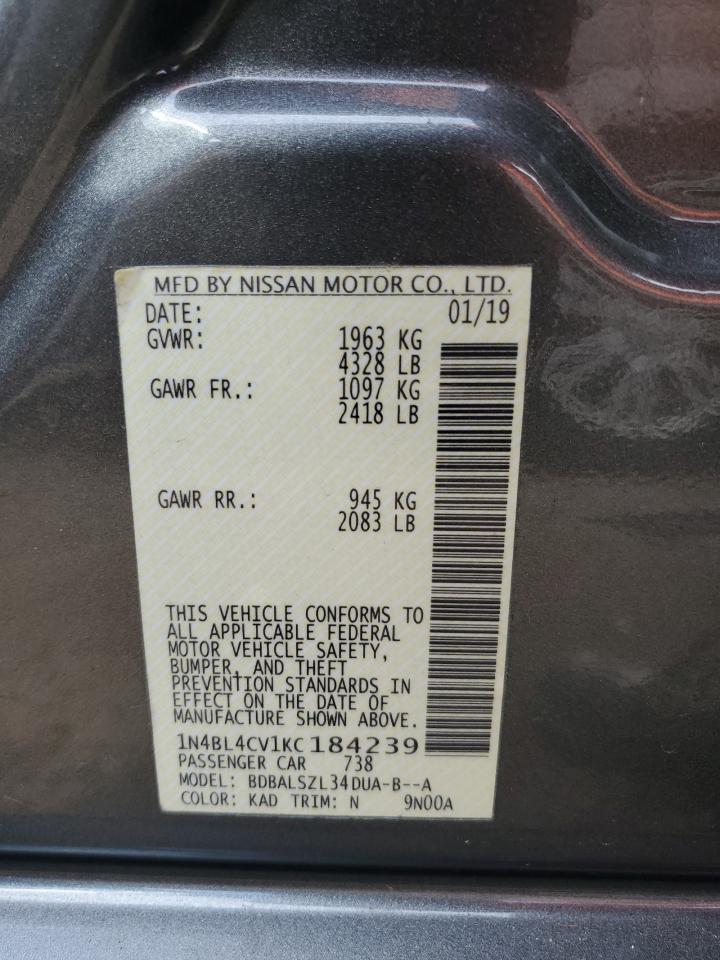 MFD BY NISSAN MOTOR CO., LTD.
DATE: 01/19
GVWR: 1963 KG
4328 LB
GAWR FR.: 1097 KG
2418 LB
GAWR RR.: 945 KG
2083 LB
THIS VEHICLE CONFORMS TO
ALL APPLICABLE FEDERAL
MOTOR VEHICLE SAFETY,
BUMPER, AND THEFT
PREVENTION STANDARDS IN
EFFECT ON THE DATE OF
MANUFACTURE SHOWN ABOVE.
1N4BL4CV1KC184239
PASSENGER CAR 738
MODEL: BDBALSZL34DUA-B--A
COLOR: KAD TRIM: N 9N00A